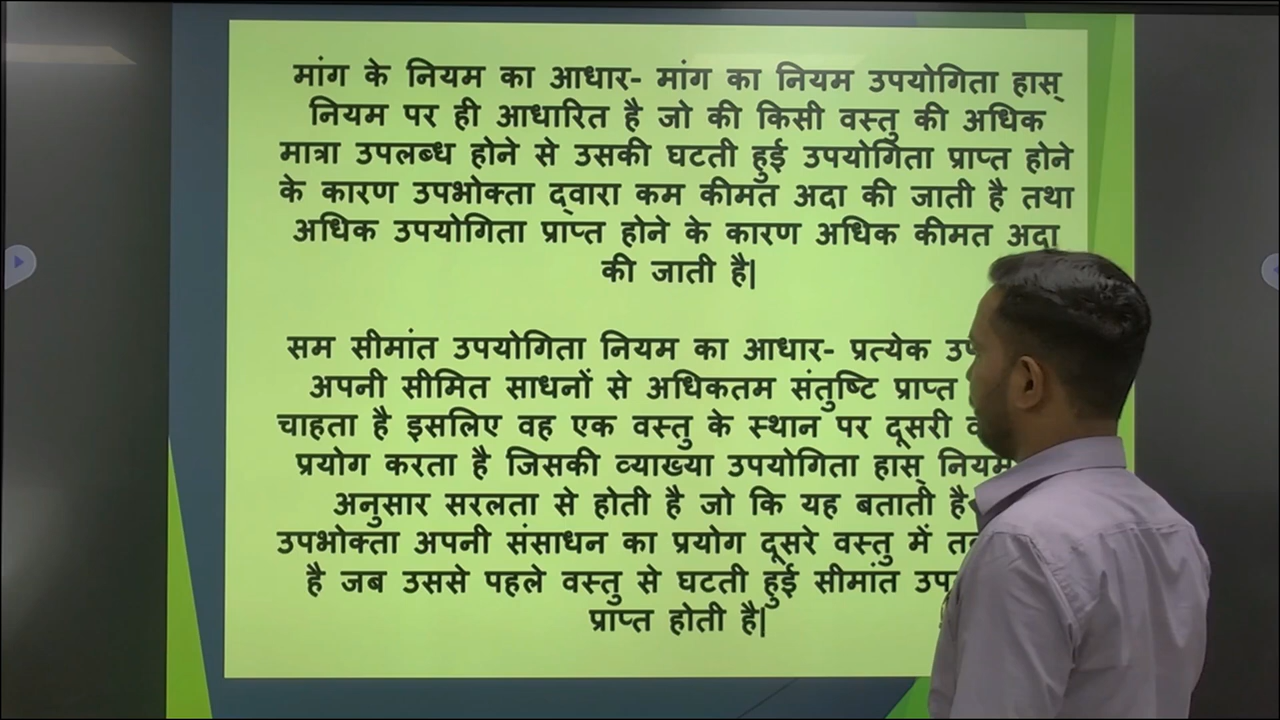 मांग के नियम का आधार- मांग का नियम उपयोगिता हास्
नियम पर ही आधारित है जो की किसी वस्तु की अधिक
मात्रा उपलब्ध होने से उसकी घटती हुई उपयोगिता प्राप्त होने
के कारण उपभोक्ता द्वारा कम कीमत अदा की जाती है तथा
अधिक उपयोगिता प्राप्त होने के कारण अधिक कीमत अदा
की जाती है|
सम सीमांत उपयोगिता नियम का आधार- प्रत्येक
अपनी सीमित साधनों से अधिकतम संतुष्टि प्राप्त
चाहता है इसलिए वह एक वस्तु के स्थान पर दूसरी
प्रयोग करता है जिसकी व्याख्या उपयोगिता हास् नियम
अनुसार सरलता से होती है जो कि यह बताती है
उपभोक्ता अपनी संसाधन का प्रयोग दूसरे वस्तु में
है जब उससे पहले वस्तु से घटती हुई सीमांत
प्राप्त होती है|